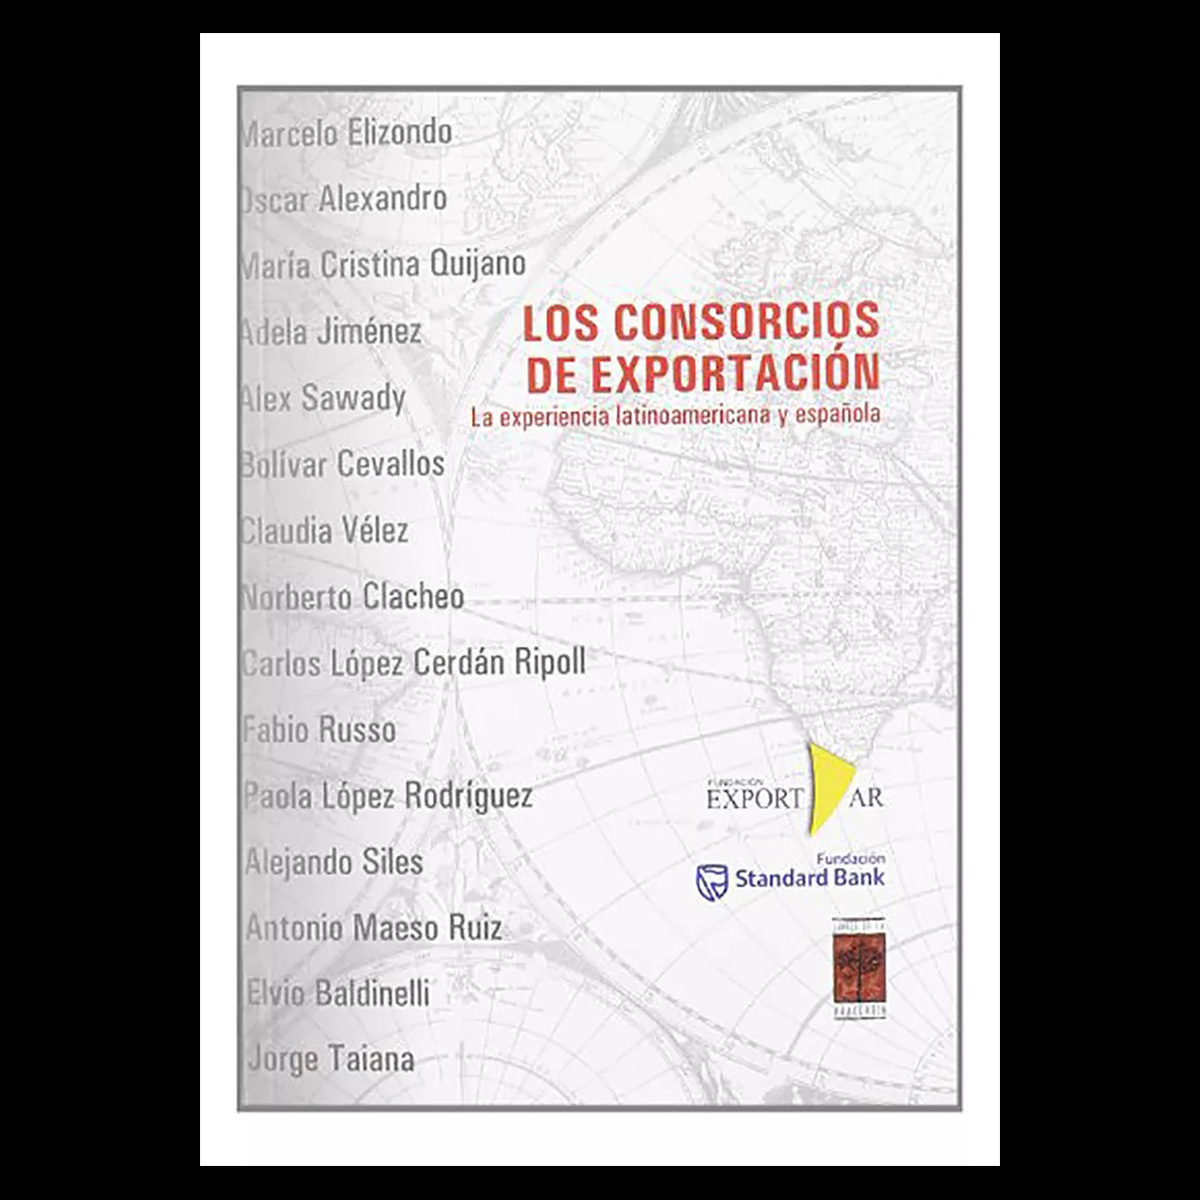 Marcelo Elizondo
Oscar Alexandro
María Cristina Quijano
Adela Jiménez
Alex Sawady
Bolívar Cevallos
Claudia Vélez
Norberto Clacheo
Carlos López Cerdán Ripoll
Fabio Russo
Paola López Rodríguez
Alejando Siles
Antonio Maeso Ruiz
Elvio Baldinelli
Jorge Taiana
LOS CONSORCIOS
DE EXPORTACIÓN
La experiencia latinoamericana y española
FUNDACIÓN
EXPORT AR
Fundación
Standard Bank